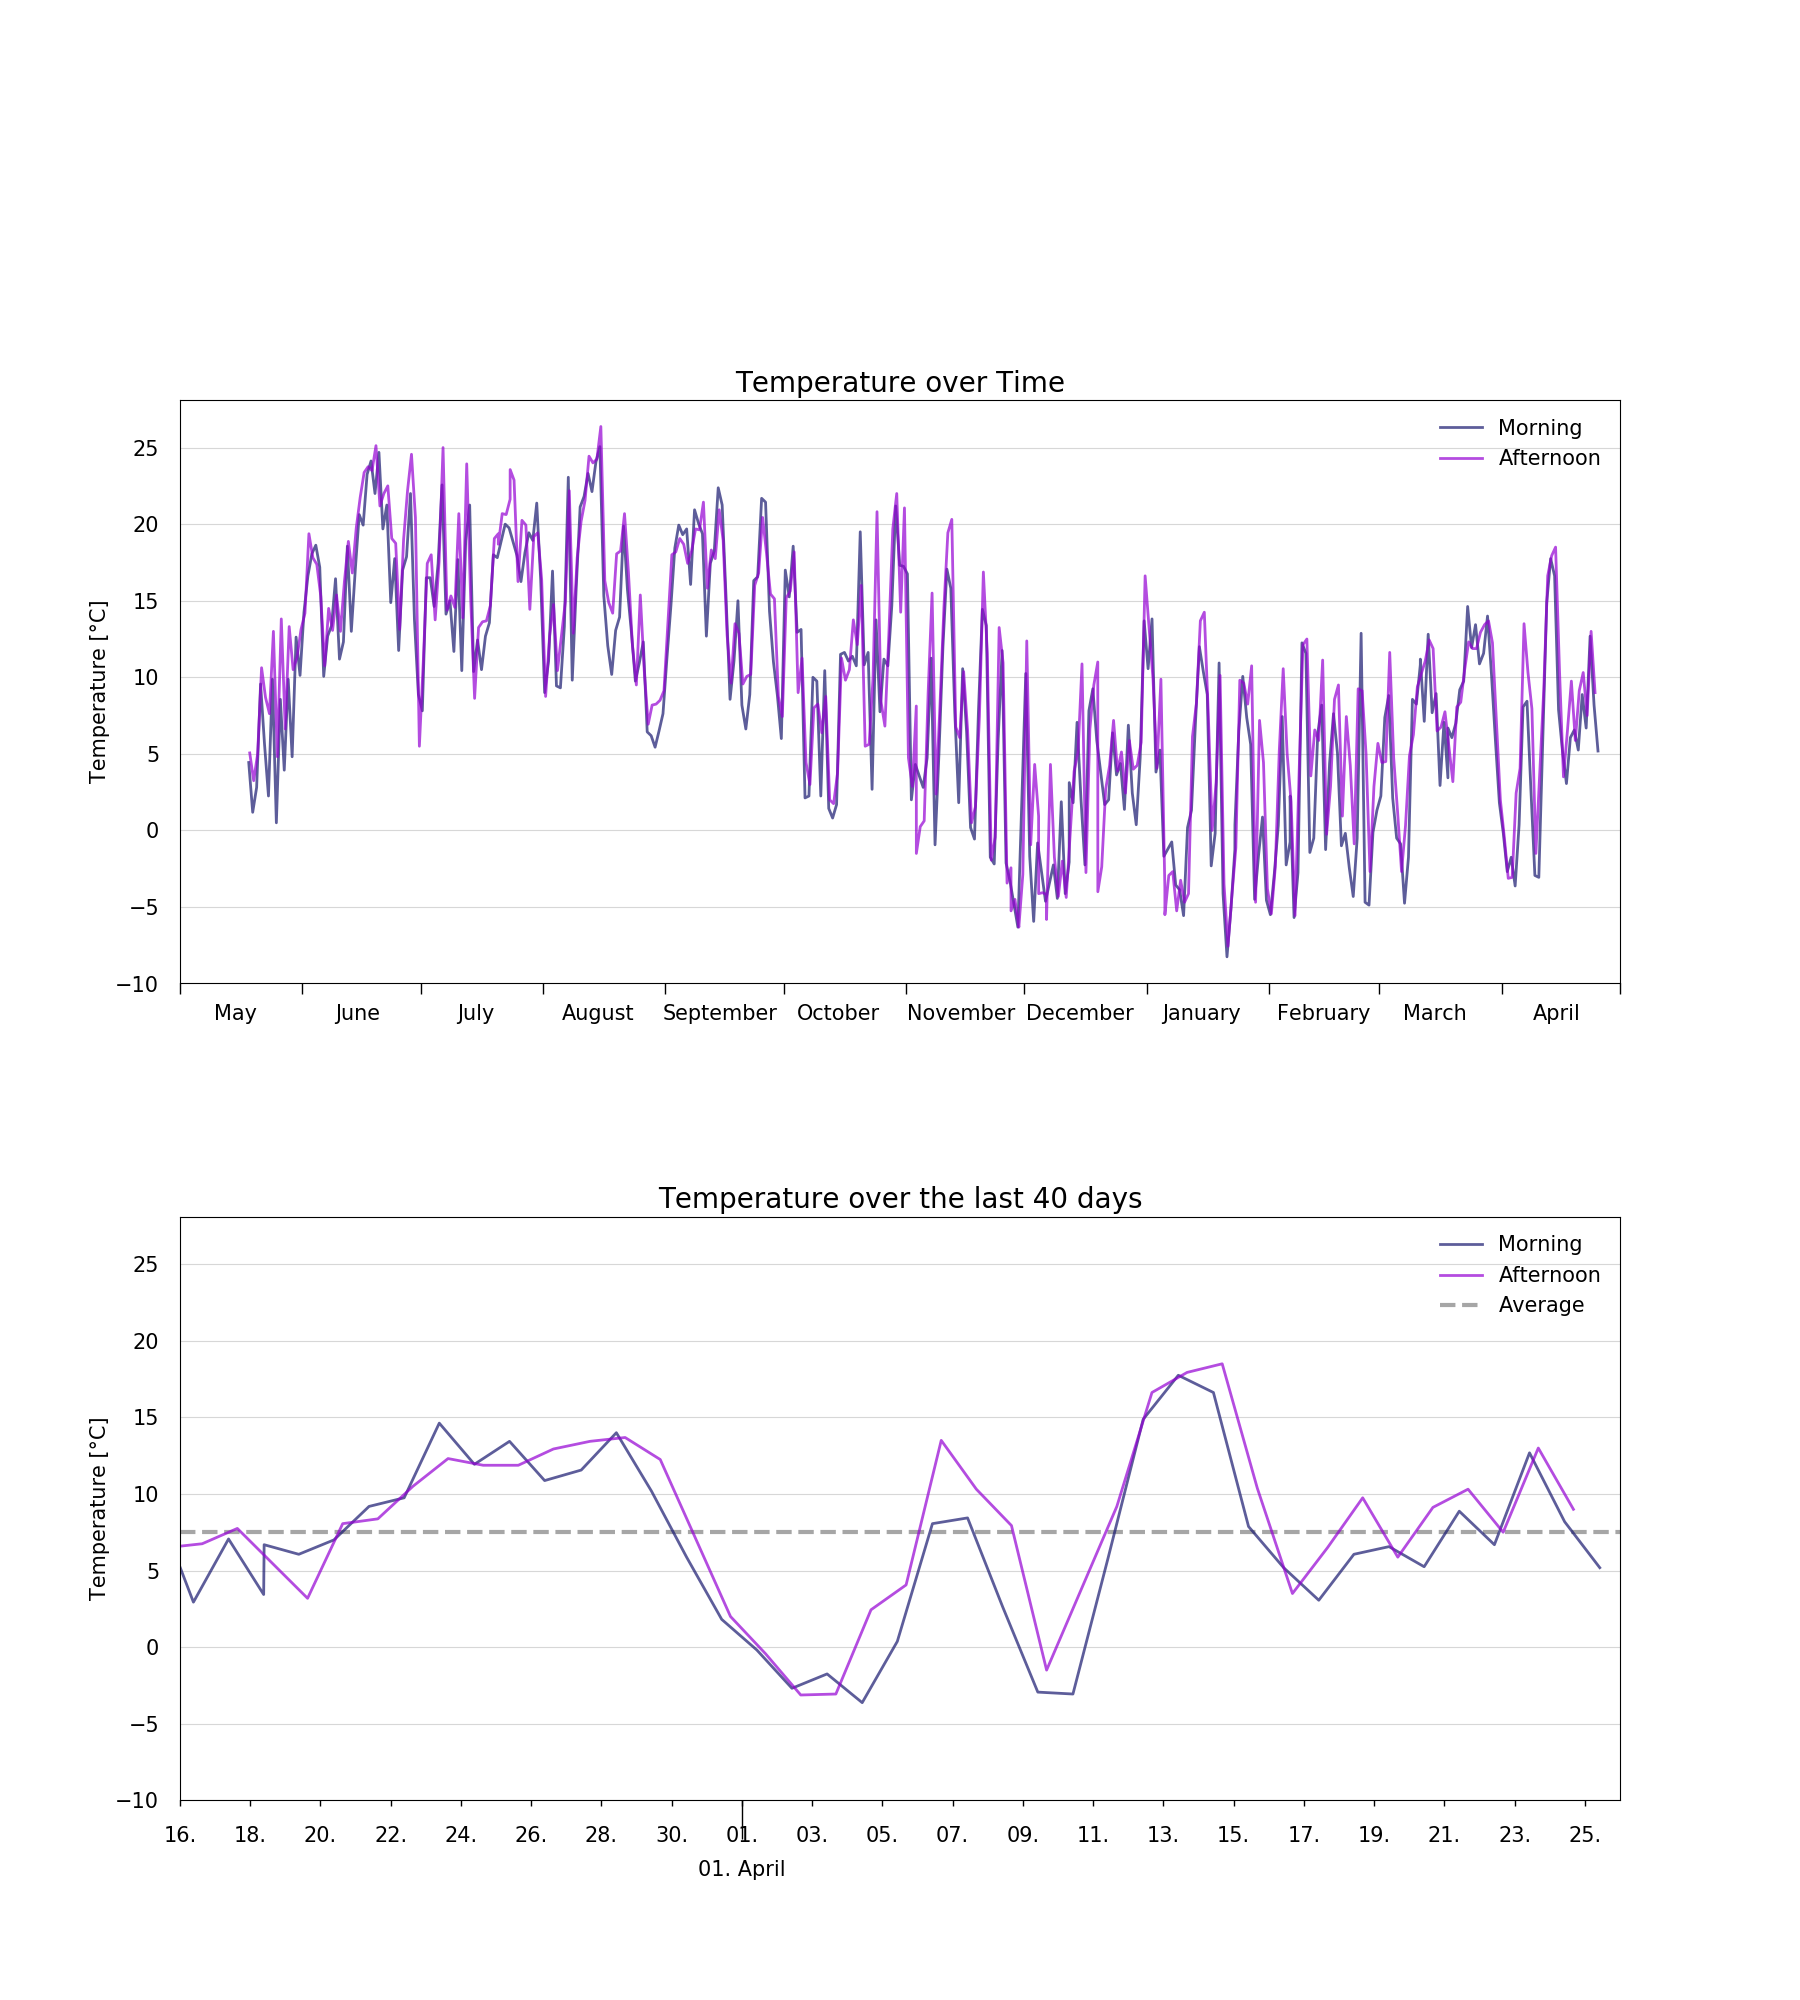 Temperature over Time
Morning
Afternoon
25
20
15
10
5
0
−5
−10
Temperature [°C]
May June July August September October November December January February March April
Temperature over the last 40 days
Morning
Afternoon
Average
25
20
15
10
5
0
−5
−10
Temperature [°C]
16. 18. 20. 22. 24. 26. 28. 30. 01. 03. 05. 07. 09. 11. 13. 15. 17. 19. 21. 23. 25.
01. April